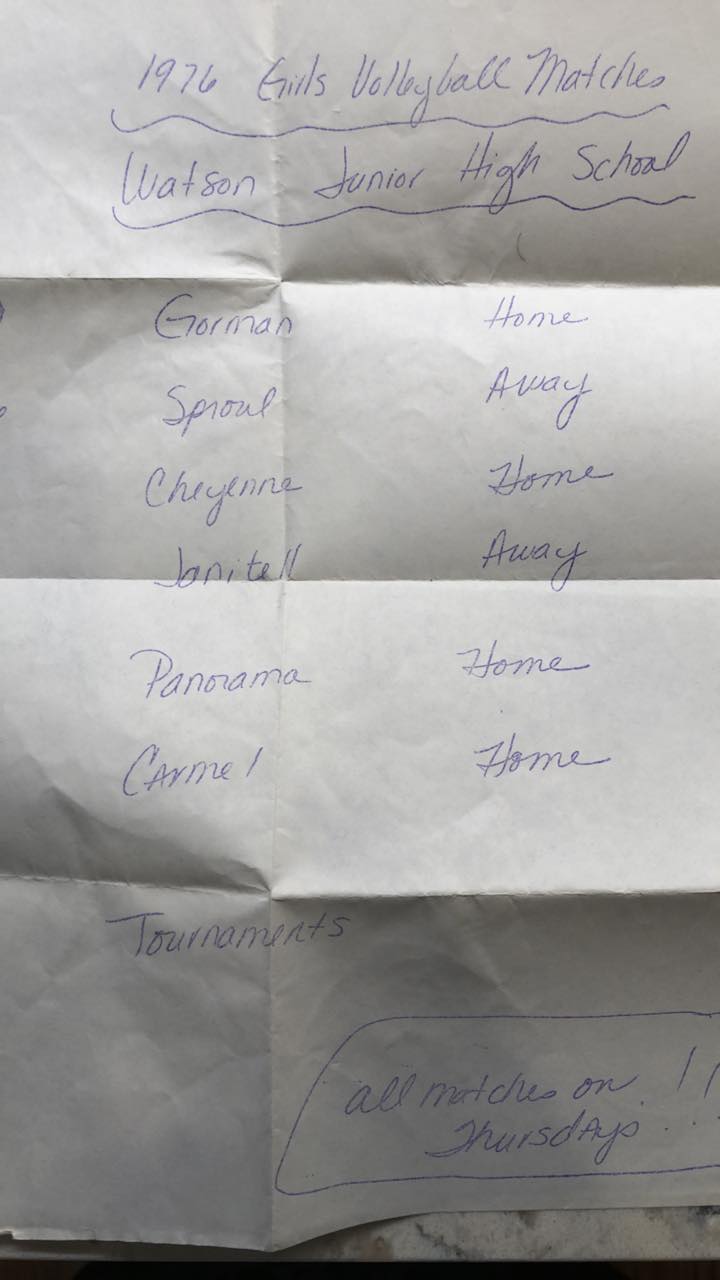 1976 Girls Volleyball Matches
Watson Junior High School
Gorman Home
Sproul Away
Cheyenne Home
Janitell Away
Panorama Home
Carmel Home
Tournaments
all matches on !!
Thursdays